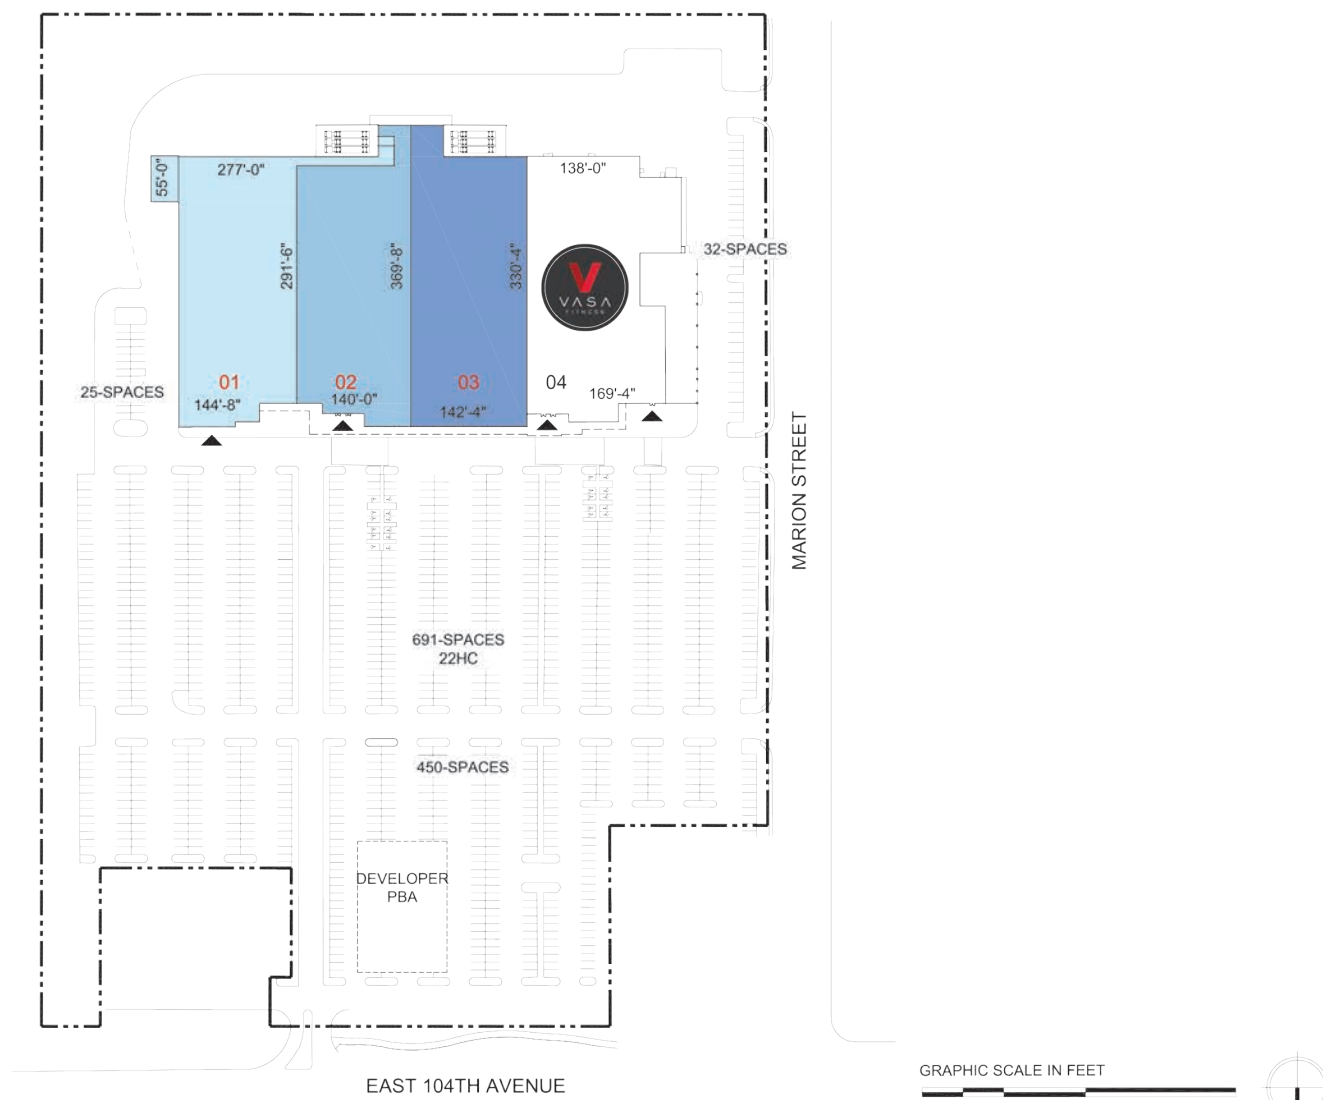 277'-0"
55'-0"
138'-0"
291'-6"
369'-8"
330'-4"
32-SPACES
VASA
FITNESS
25-SPACES
01
02
03
04
144'-8"
140'-0"
142'-4"
169'-4"
MARION STREET
691-SPACES
22HC
450-SPACES
DEVELOPER
PBA
EAST 104TH AVENUE
GRAPHIC SCALE IN FEET